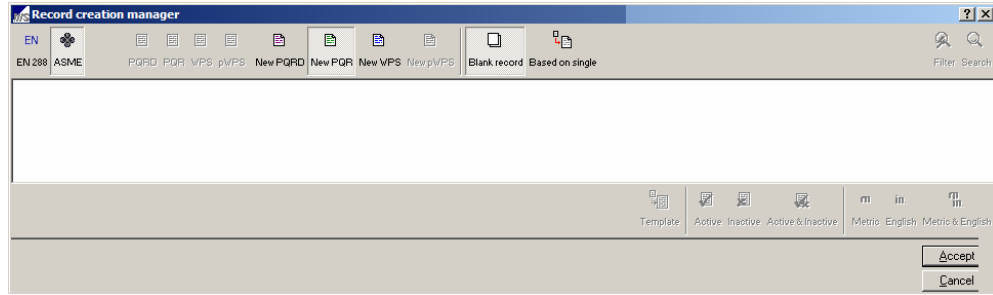 Record creation manager
EN
EN 288 ASME PQRD PQR WPS pWPS New PQRD New PQR New WPS New pWPS Blank record Based on single Filter Search
m in m in
Template Active Inactive Active & Inactive Metric English Metric & English
Accept
Cancel